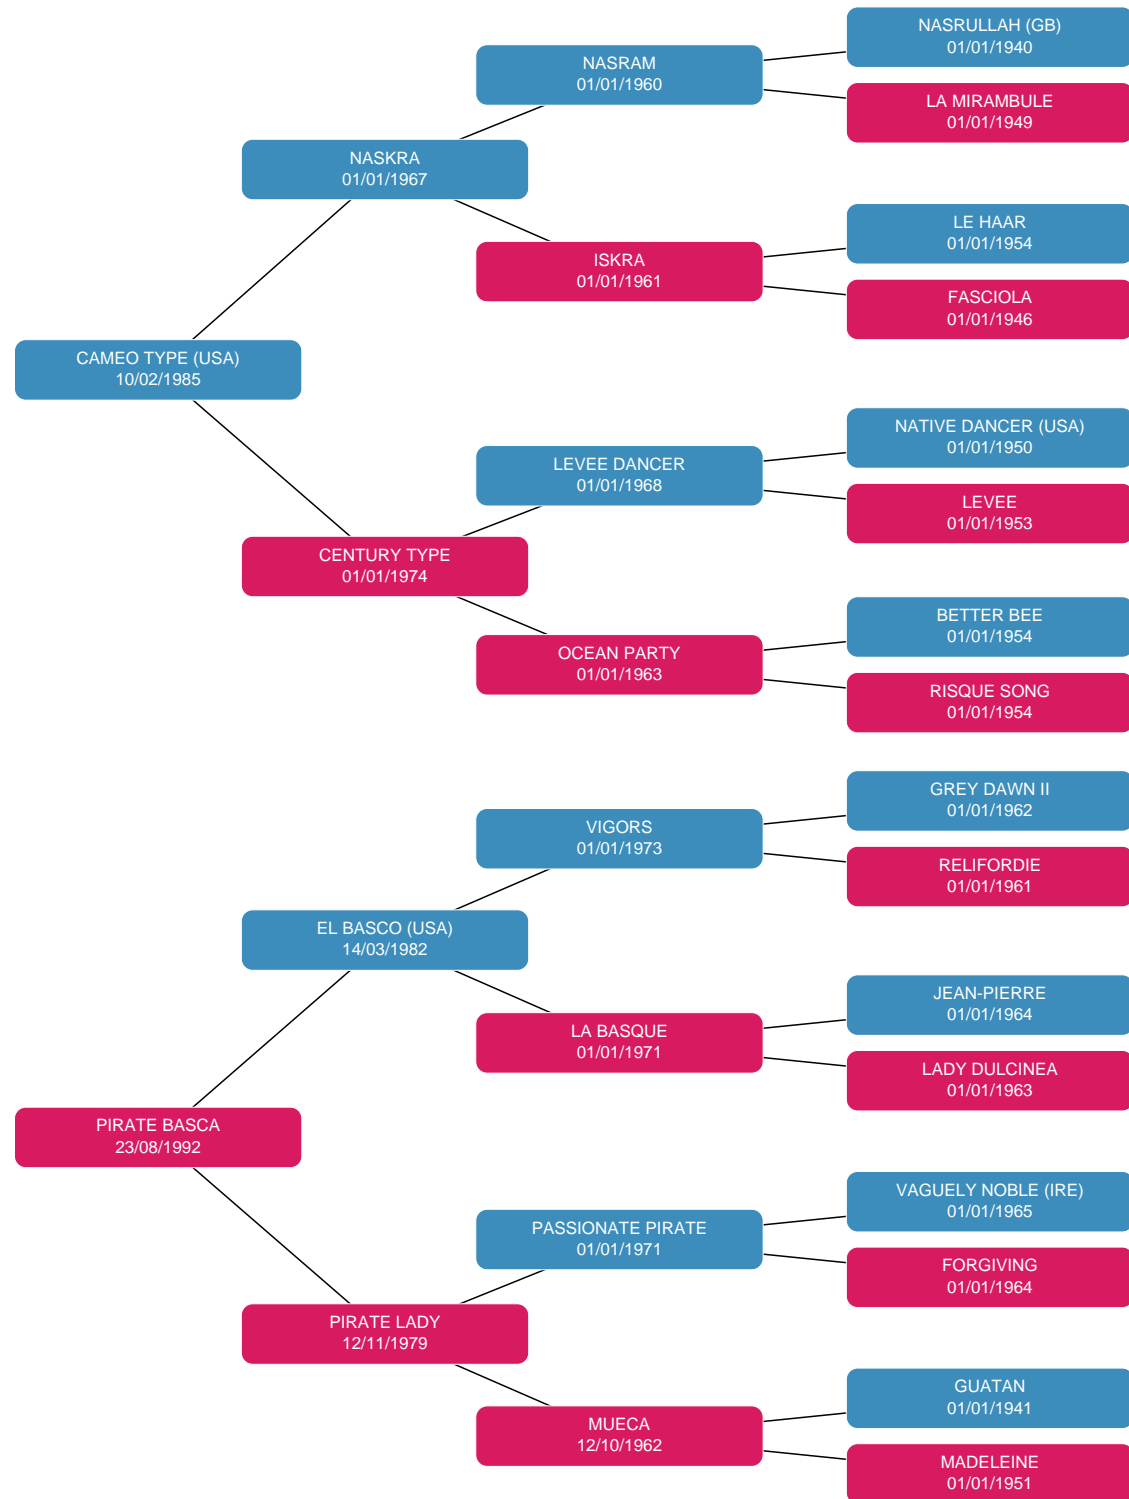 NASRULLAH (GB)
01/01/1940
NASRAM
01/01/1960
LA MIRAMBULE
01/01/1949
NASKRA
01/01/1967
LE HAAR
01/01/1954
ISKRA
01/01/1961
FASCIOLA
01/01/1946
CAMEO TYPE (USA)
10/02/1985
NATIVE DANCER (USA)
01/01/1950
LEVEE DANCER
01/01/1968
LEVEE
01/01/1953
CENTURY TYPE
01/01/1974
BETTER BEE
01/01/1954
OCEAN PARTY
01/01/1963
RISQUE SONG
01/01/1954
GREY DAWN II
01/01/1962
VIGORS
01/01/1973
RELIFORDIE
01/01/1961
EL BASCO (USA)
14/03/1982
JEAN-PIERRE
01/01/1964
LA BASQUE
01/01/1971
LADY DULCINEA
01/01/1963
PIRATE BASCA
23/08/1992
VAGUELY NOBLE (IRE)
01/01/1965
PASSIONATE PIRATE
01/01/1971
FORGIVING
01/01/1964
PIRATE LADY
12/11/1979
GUATAN
01/01/1941
MUECA
12/10/1962
MADELEINE
01/01/1951